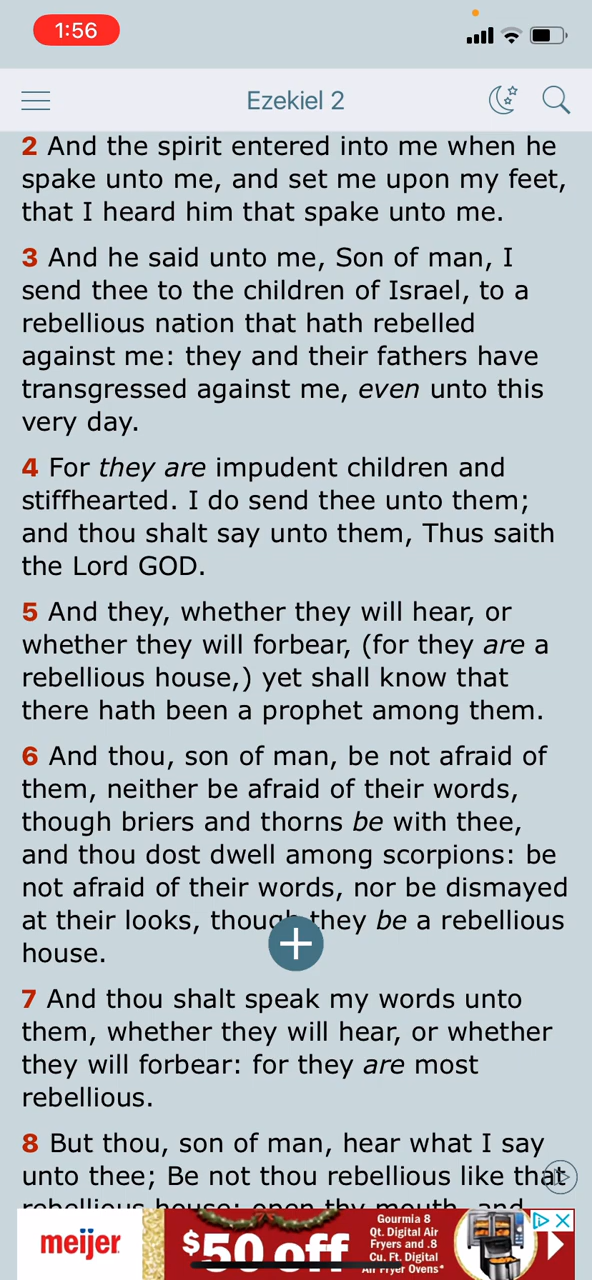 1:56
Ezekiel 2
2 And the spirit entered into me when he
spake unto me, and set me upon my feet,
that I heard him that spake unto me.
3 And he said unto me, Son of man, I
send thee to the children of Israel, to a
rebellious nation that hath rebelled
against me: they and their fathers have
transgressed against me, even unto this
very day.
4 For they are impudent children and
stiffhearted. I do send thee unto them;
and thou shalt say unto them, Thus saith
the Lord GOD.
5 And they, whether they will hear, or
whether they will forbear, (for they are a
rebellious house,) yet shall know that
there hath been a prophet among them.
6 And thou, son of man, be not afraid of
them, neither be afraid of their words,
though briers and thorns be with thee,
and thou dost dwell among scorpions: be
not afraid of their words, nor be dismayed
at their looks, though they be a rebellious
house.
7 And thou shalt speak my words unto
them, whether they will hear, or whether
they will forbear: for they are most
rebellious.
8 But thou, son of man, hear what I say
unto thee; Be not thou rebellious like that
rebellious house: open thy mouth, and
meijer
$50 off
Gourmia 8
Qt. Digital Air
Fryers and .8
Cu. Ft. Digital
Air Fryer Ovens*